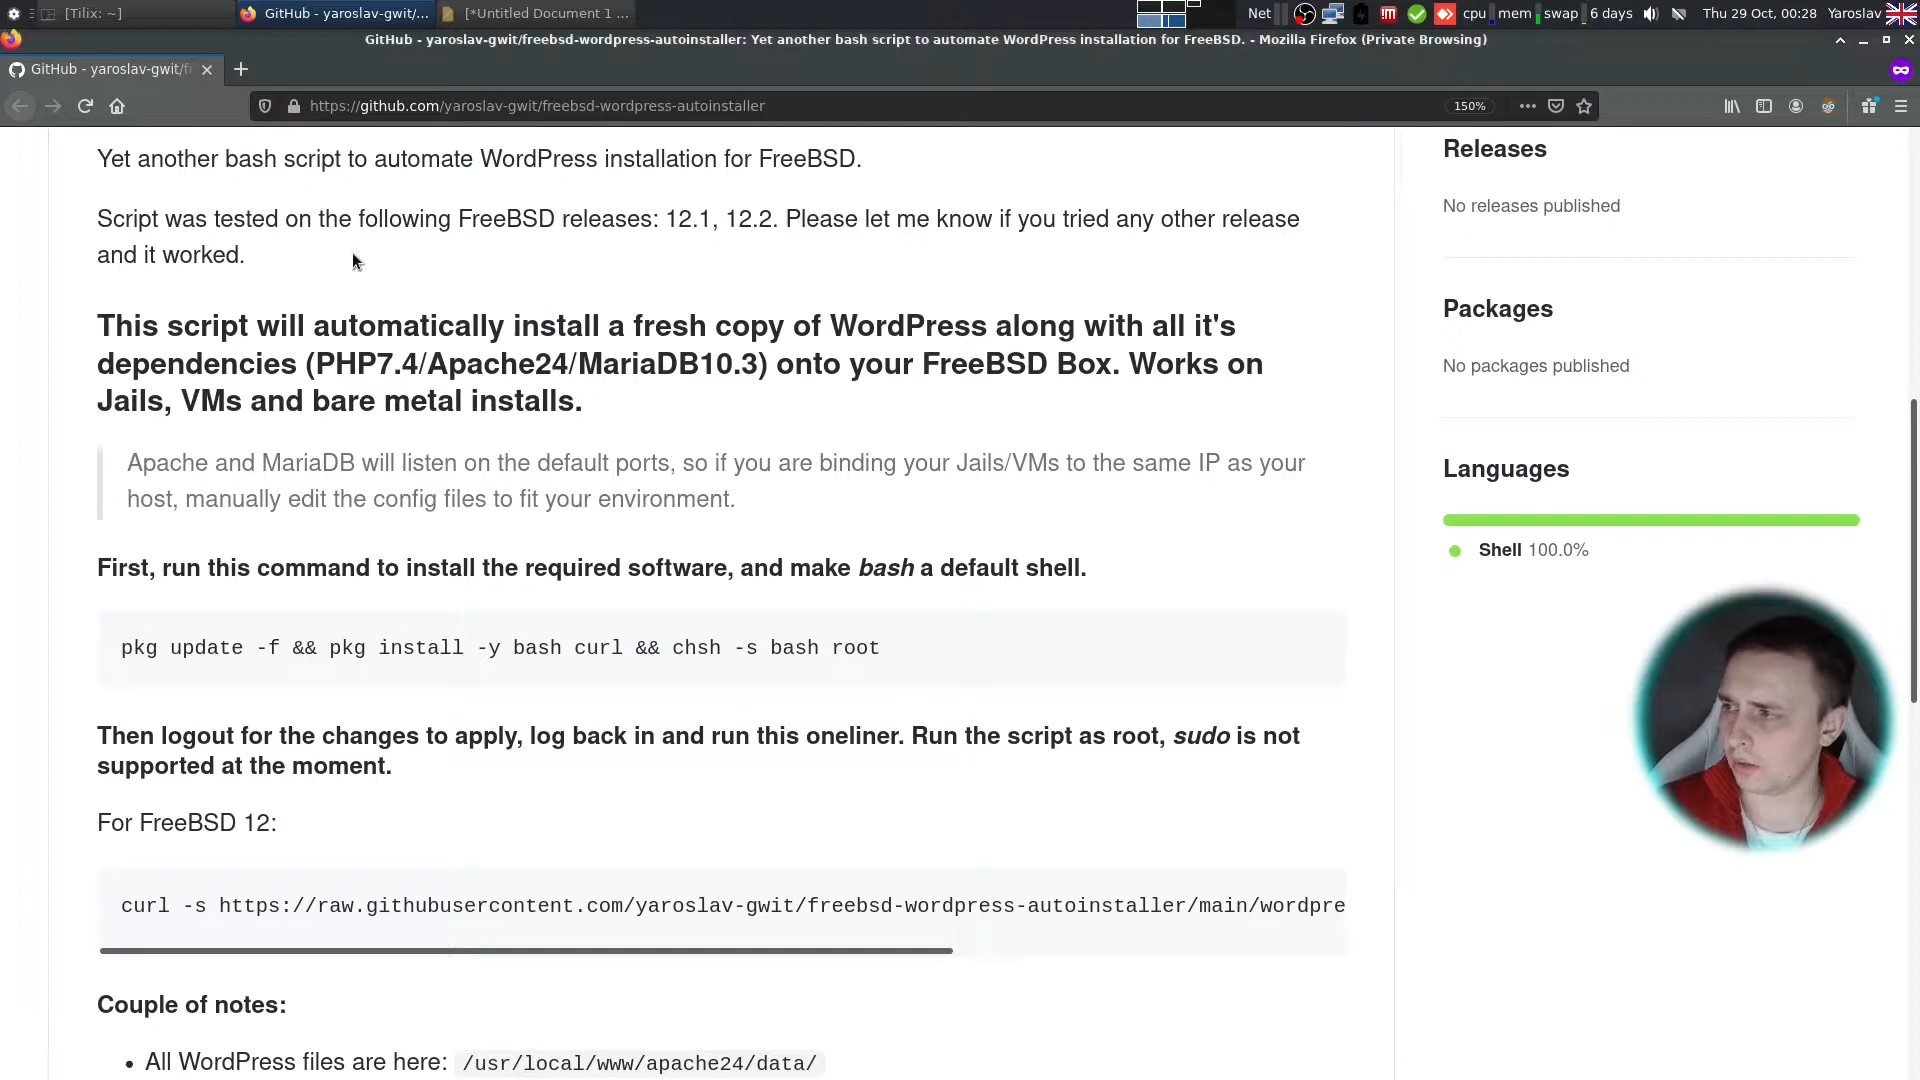 [Tilix: ~]
GitHub - yaroslav-gwit/...
[*Untitled Document 1 ...
Net
cpu
mem
swap
6 days
Thu 29 Oct, 00:28
Yaroslav
GitHub - yaroslav-gwit/freebsd-wordpress-autoinstaller: Yet another bash script to automate WordPress installation for FreeBSD. - Mozilla Firefox (Private Browsing)
GitHub - yaroslav-gwit/f
https://github.com/yaroslav-gwit/freebsd-wordpress-autoinstaller
150%
Yet another bash script to automate WordPress installation for FreeBSD.
Script was tested on the following FreeBSD releases: 12.1, 12.2. Please let me know if you tried any other release
and it worked.
This script will automatically install a fresh copy of WordPress along with all it's
dependencies (PHP7.4/Apache24/MariaDB10.3) onto your FreeBSD Box. Works on
Jails, VMs and bare metal installs.
Apache and MariaDB will listen on the default ports, so if you are binding your Jails/VMs to the same IP as your
host, manually edit the config files to fit your environment.
First, run this command to install the required software, and make bash a default shell.
pkg update -f && pkg install -y bash curl && chsh -s bash root
Then logout for the changes to apply, log back in and run this oneliner. Run the script as root, sudo is not
supported at the moment.
For FreeBSD 12:
curl -s https://raw.githubusercontent.com/yaroslav-gwit/freebsd-wordpress-autoinstaller/main/wordpre
Couple of notes:
• All WordPress files are here: /usr/local/www/apache24/data/
Releases
No releases published
Packages
No packages published
Languages
Shell 100.0%